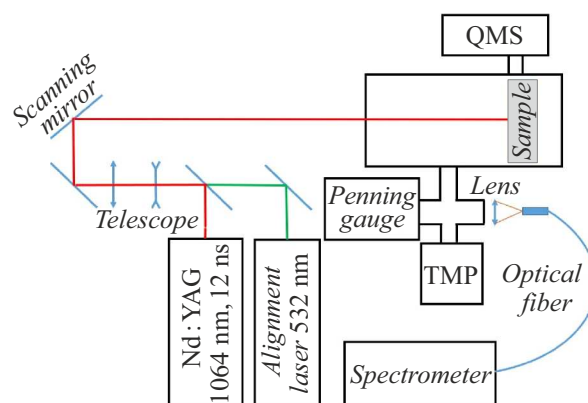 QMS
Scanning
mirror
Sample
Telescope
Penning
gauge
Lens
TMP
Optical
fiber
Nd : YAG
1064 nm, 12 ns
Alignment
laser 532 nm
Spectrometer